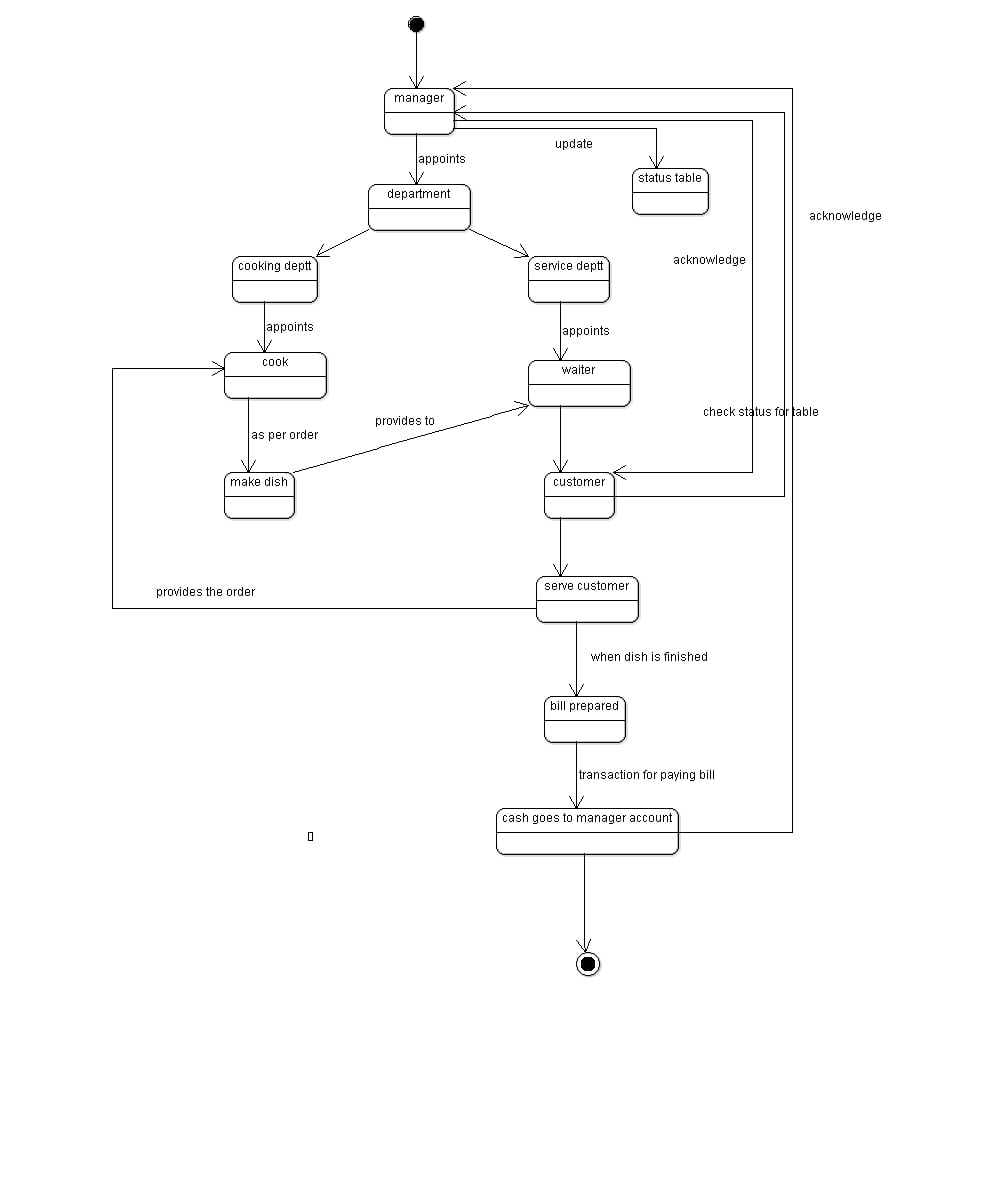 manager
update
appoints
status table
department
acknowledge
acknowledge
cooking deptt
service deptt
appoints
appoints
cook
waiter
check status for table
provides to
as per order
make dish
customer
serve customer
provides the order
when dish is finished
bill prepared
transaction for paying bill
cash goes to manager account